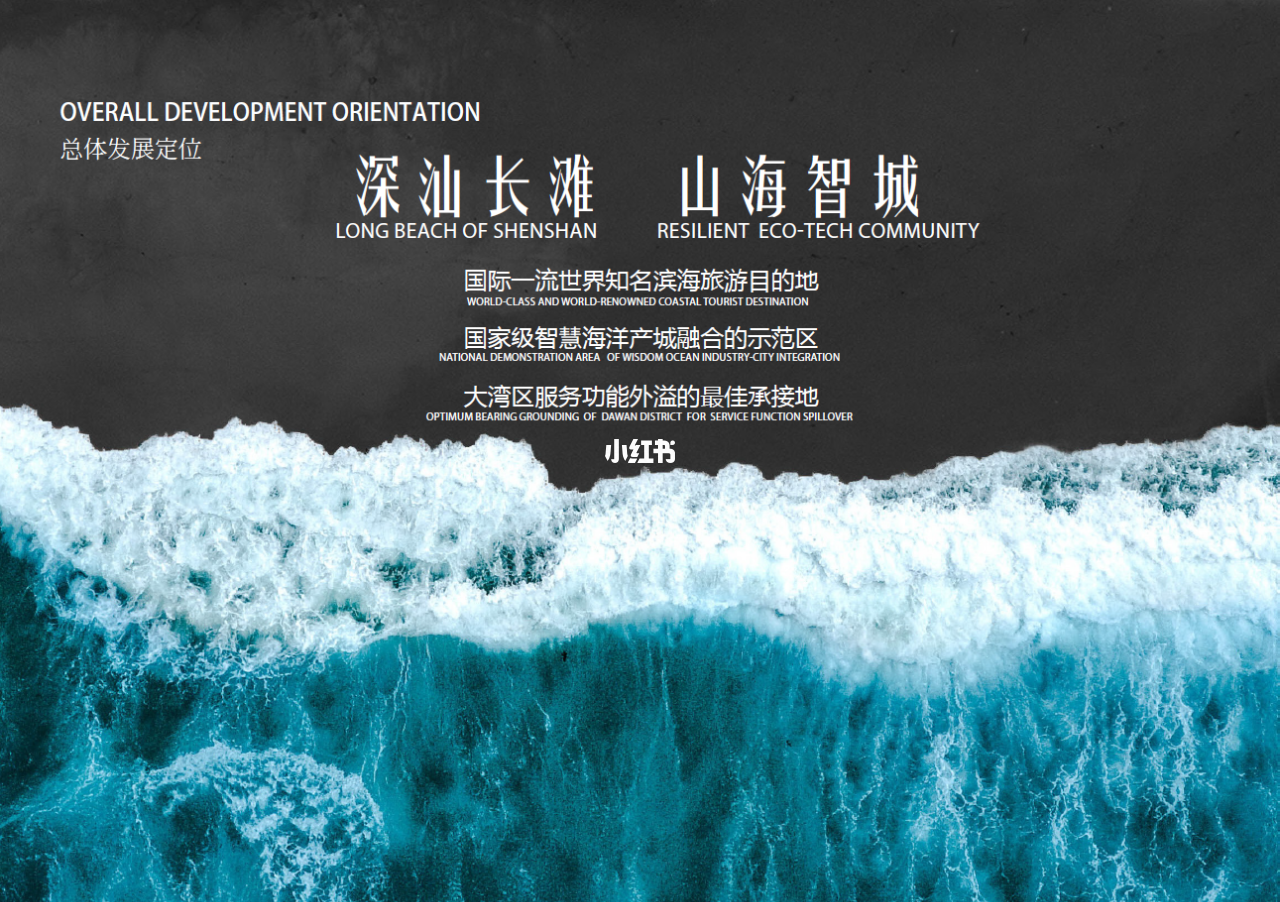 OVERALL DEVELOPMENT ORIENTATION
总体发展定位
深汕长滩 山海智城
LONG BEACH OF SHENSHAN RESILIENT ECO-TECH COMMUNITY
国际一流世界知名滨海旅游目的地
WORLD-CLASS AND WORLD-RENOWNED COASTAL TOURIST DESTINATION
国家级智慧海洋产城融合的示范区
NATIONAL DEMONSTRATION AREA OF WISDOM OCEAN INDUSTRY-CITY INTEGRATION
大湾区服务功能外溢的最佳承接地
OPTIMUM BEARING GROUNDING OF DAWAN DISTRICT FOR SERVICE FUNCTION SPILLOVER
小红书